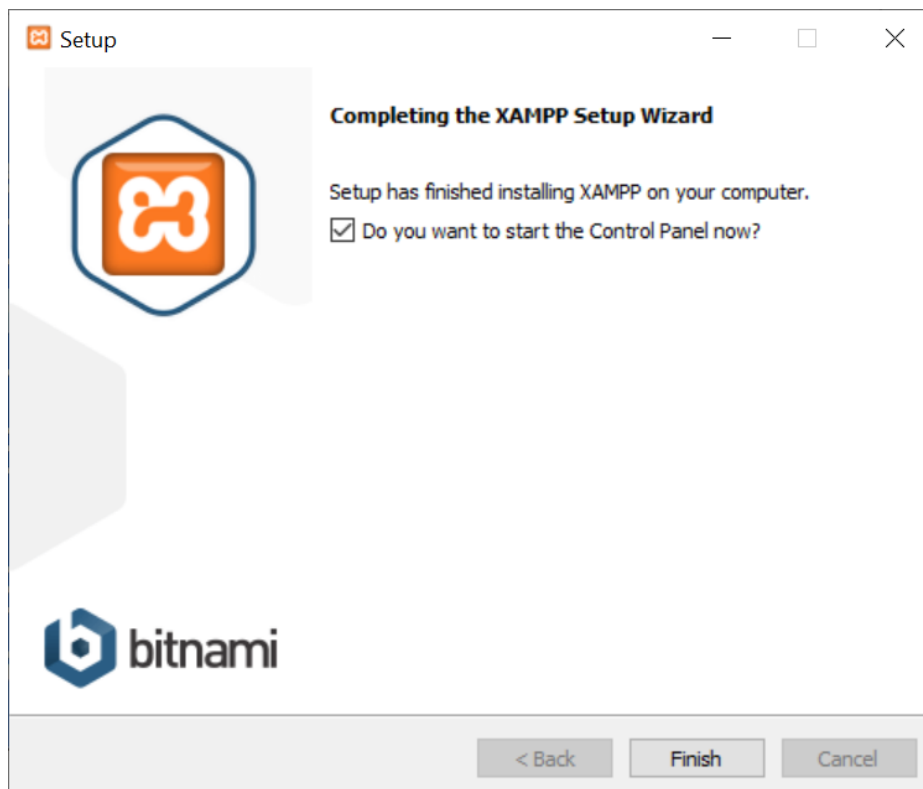 Setup
Completing the XAMPP Setup Wizard
Setup has finished installing XAMPP on your computer.
Do you want to start the Control Panel now?
bitnami
< Back
Finish
Cancel